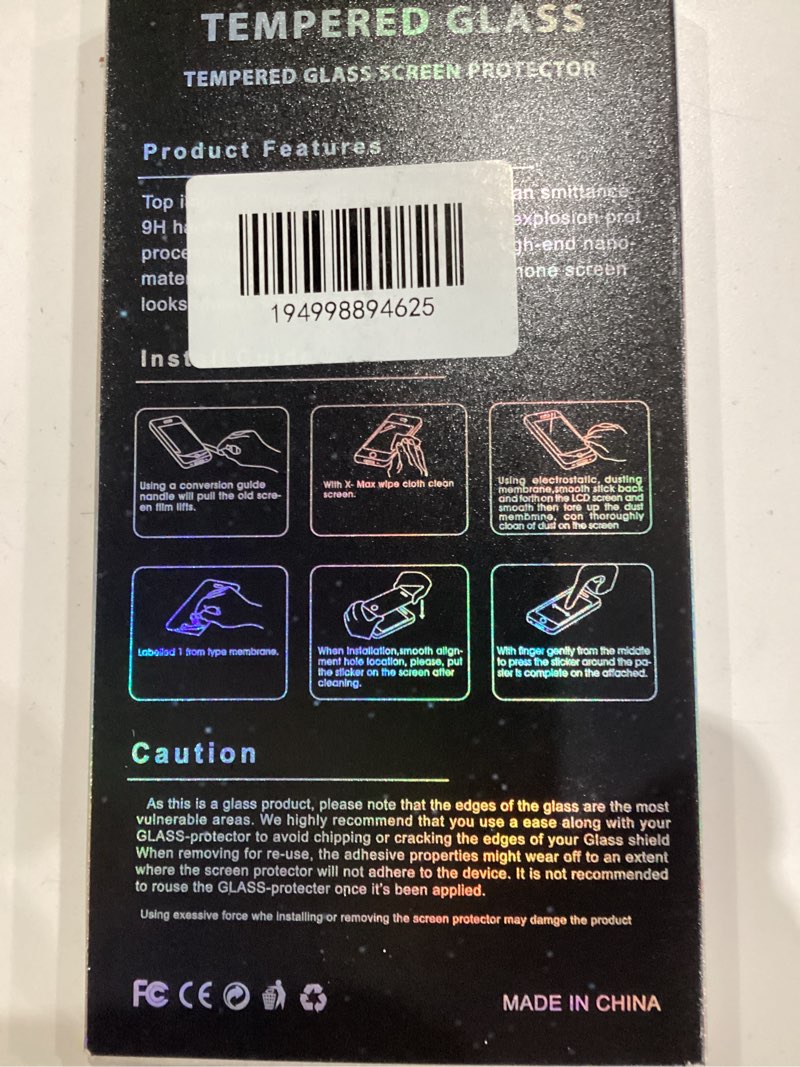 TEMPERED GLASS
TEMPERED GLASS SCREEN PROTECTOR
Product Features
Top an smittance
9H explosion prof
proce gh-end nano-
mate hone screen
looks
194998894625
Install Guide
Using a conversion guide
nandle will pull the old scre-
en film lifts.
With X- Max wipe cloth clean
screen.
Using electrostatic, dusting
membrane,smooth stick back
and forth on the LCD screen and
smoath then tore up the dust
membmne, con thoroughly
cloan of dust on the screen
Labelisd 1 from type membrane.
When Installation,smooth align-
ment hole location, please, put
the sticker on the screen after
cleaning.
With finger gently from the middle
to press the sticker around the pa-
ster is complete on the attached.
Caution
As this is a glass product, please note that the edges of the glass are the most
vulnerable areas. We highly recommend that you use a ease along with your
GLASS-protector to avoid chipping or cracking the edges of your Glass shield
When removing for re-use, the adhesive properties might wear off to an extent
where the screen protector will not adhere to the device. It is not recommended
to rouse the GLASS-protecter once it's been applied.
Using exessive force whe installing or removing the screen protector may damge the product
FC CE
MADE IN CHINA